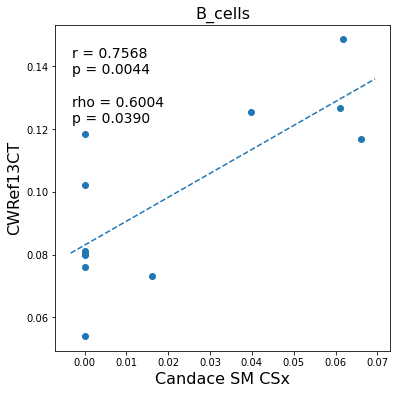 B_cells
r = 0.7568
p = 0.0044
rho = 0.6004
p = 0.0390
CWRef13CT
0.14
0.12
0.10
0.08
0.06
0.00 0.01 0.02 0.03 0.04 0.05 0.06 0.07
Candace SM CSx